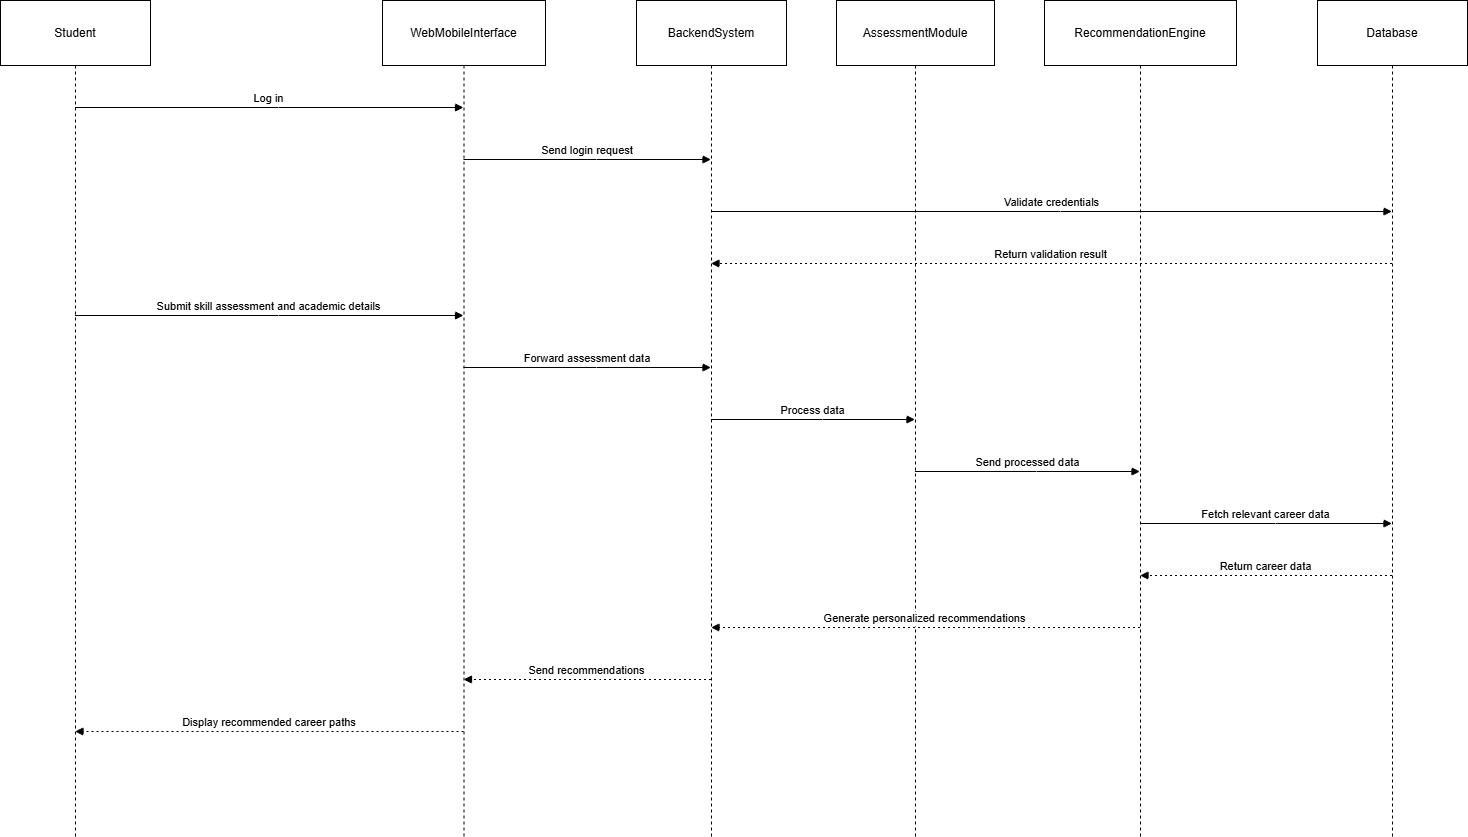 Student
WebMobileInterface
BackendSystem
AssessmentModule
RecommendationEngine
Database
Log in
Send login request
Validate credentials
Return validation result
Submit skill assessment and academic details
Forward assessment data
Process data
Send processed data
Fetch relevant career data
Return career data
Generate personalized recommendations
Send recommendations
Display recommended career paths